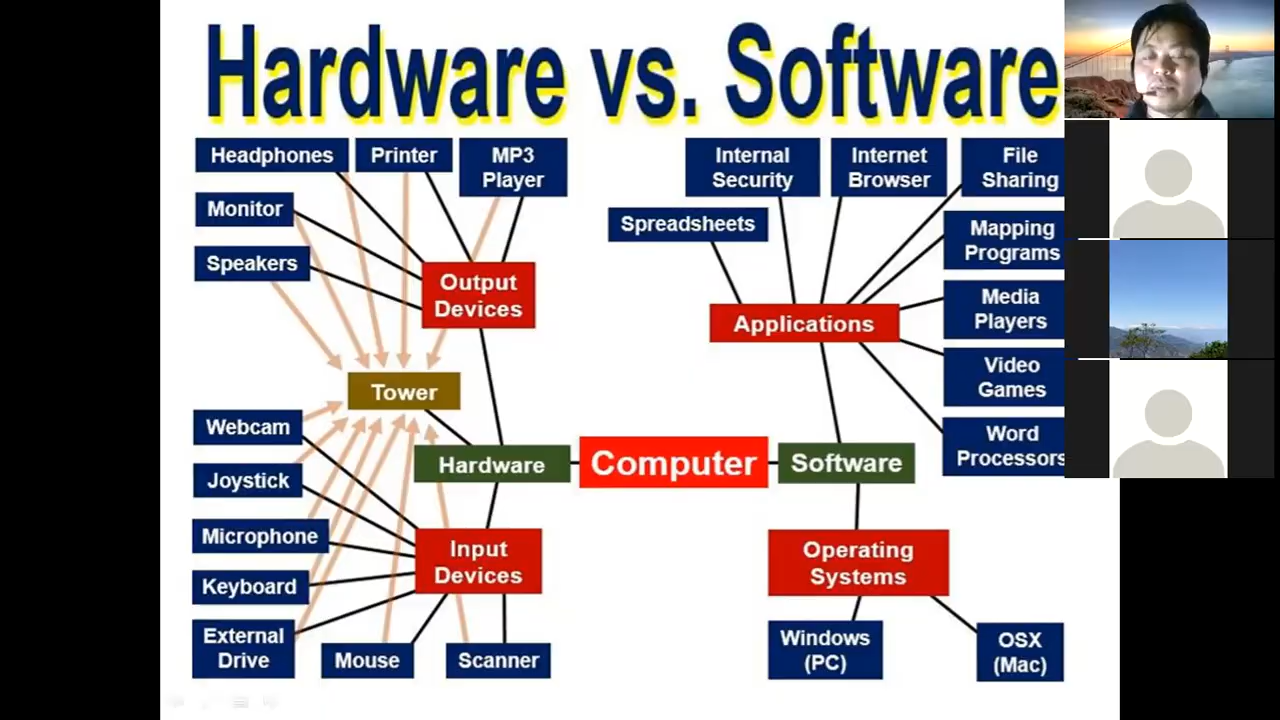 Hardware vs. Software
Headphones
Printer
MP3
Player
Internal
Security
Internet
Browser
File
Sharing
Monitor
Spreadsheets
Mapping
Programs
Speakers
Output
Devices
Media
Players
Applications
Video
Games
Tower
Webcam
Word
Processors
Hardware
Computer
Software
Joystick
Microphone
Input
Devices
Operating
Systems
Keyboard
External
Drive
Mouse
Scanner
Windows
(PC)
OSX
(Mac)